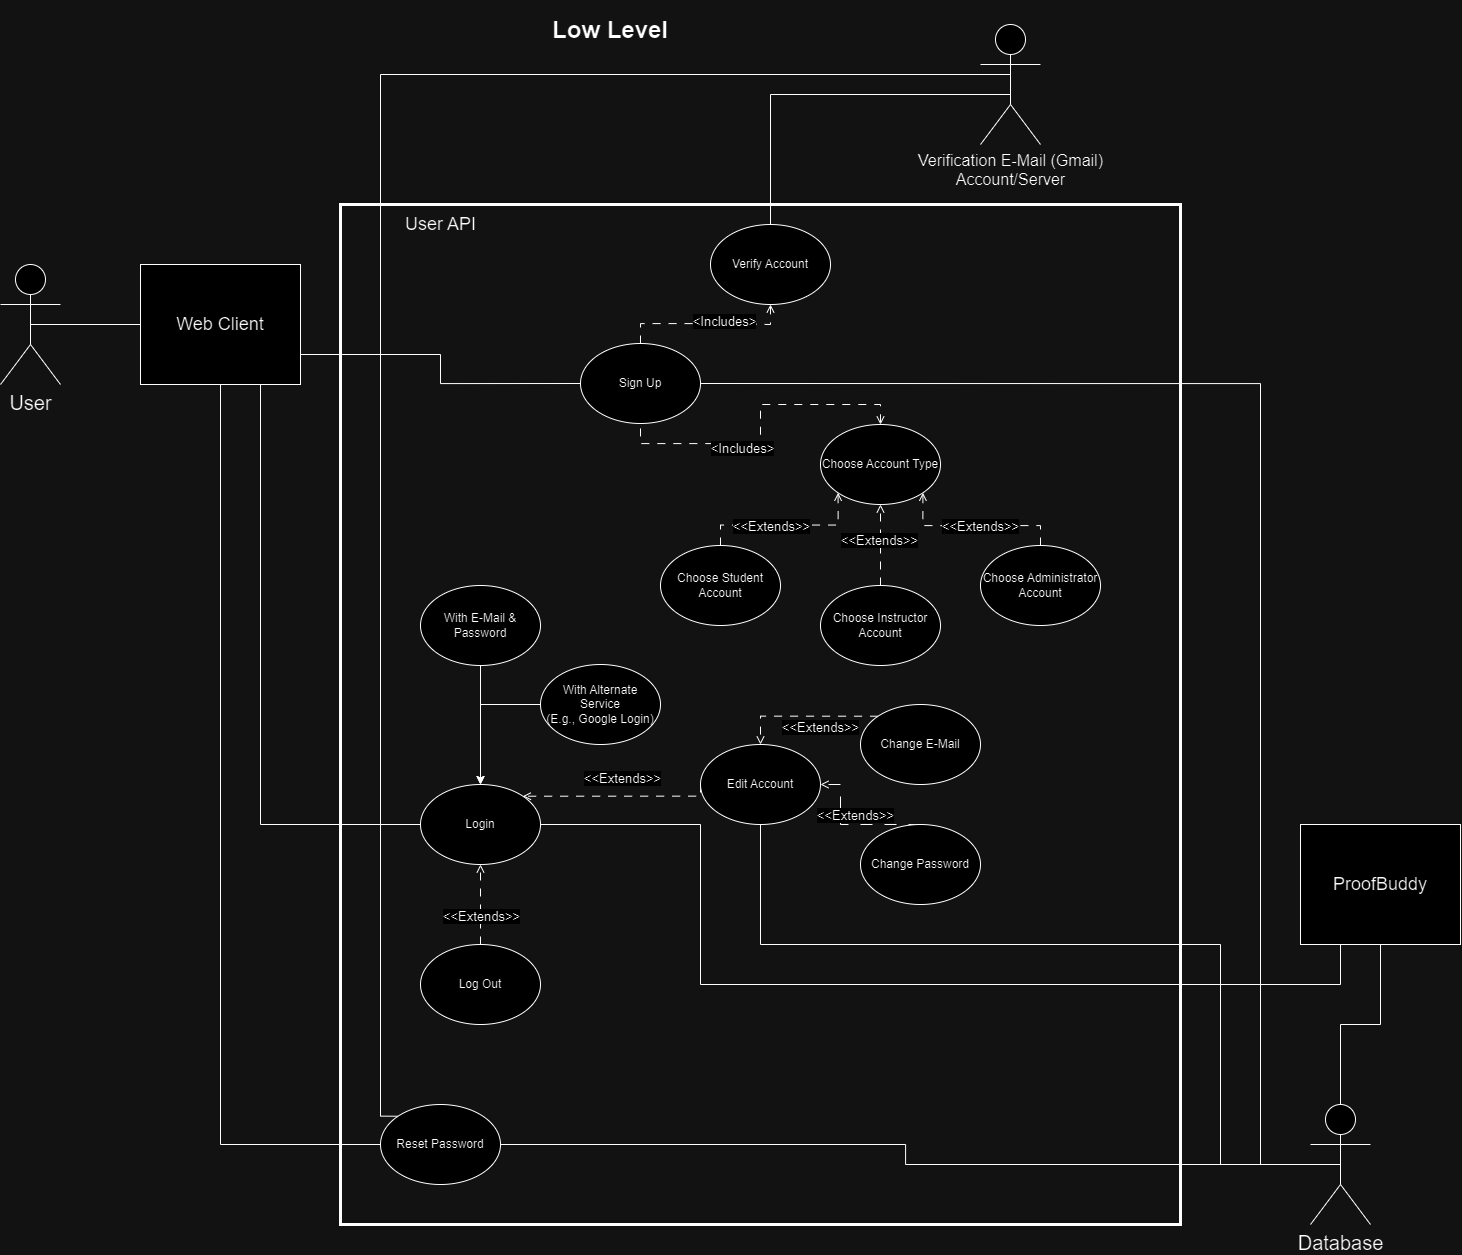 Low Level
Verification E-Mail (Gmail)
Account/Server
User API
Verify Account
Web Client
<Includes>
Sign Up
User
<Includes>
Choose Account Type
<<Extends>>
<<Extends>>
<<Extends>>
Choose Student
Account
Choose Instructor
Account
Choose Administrator
Account
With E-Mail &
Password
With Alternate
Service
(E.g., Google Login)
<<Extends>>
Change E-Mail
<<Extends>>
Edit Account
<<Extends>>
Login
Change Password
ProofBuddy
<<Extends>>
Log Out
Reset Password
Database